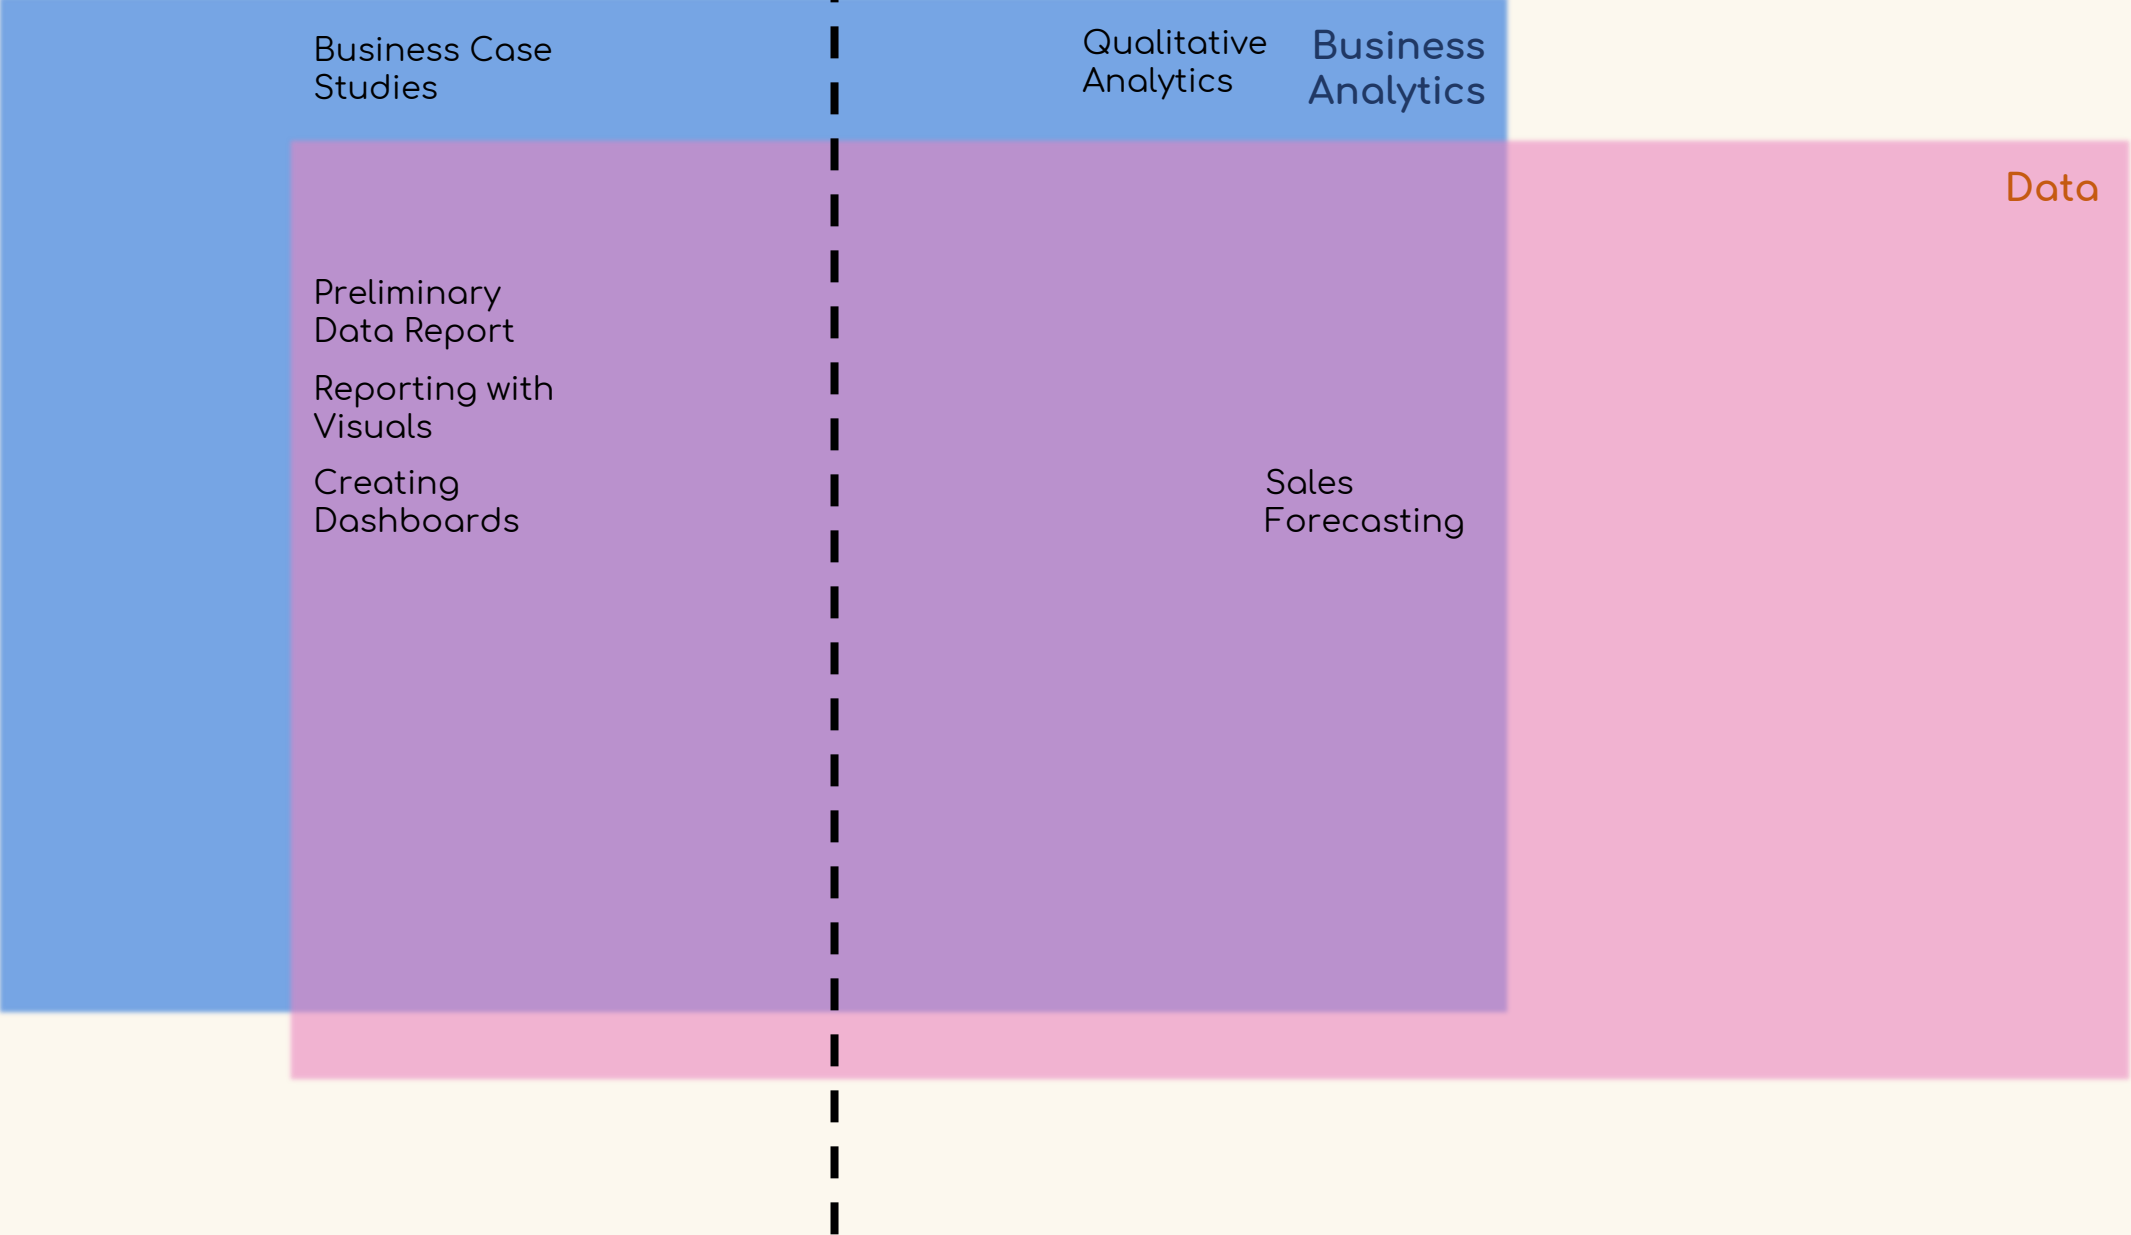 Business Case
Studies
Qualitative
Analytics
Business
Analytics
Data
Preliminary
Data Report
Reporting with
Visuals
Creating
Dashboards
Sales
Forecasting